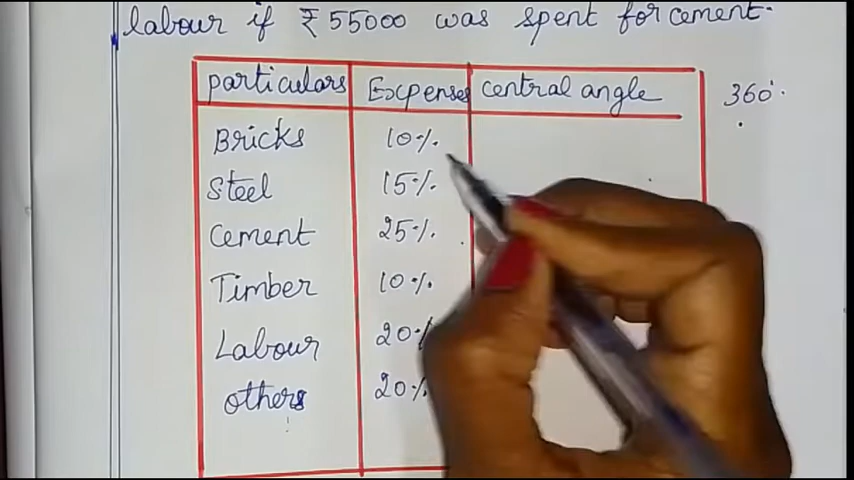 labour if ₹55000 was spent for cement.
particulars Expenses central angle 360°
Bricks 10%
Steel 15%
Cement 25%
Timber 10%
Labour 20%
others 20%